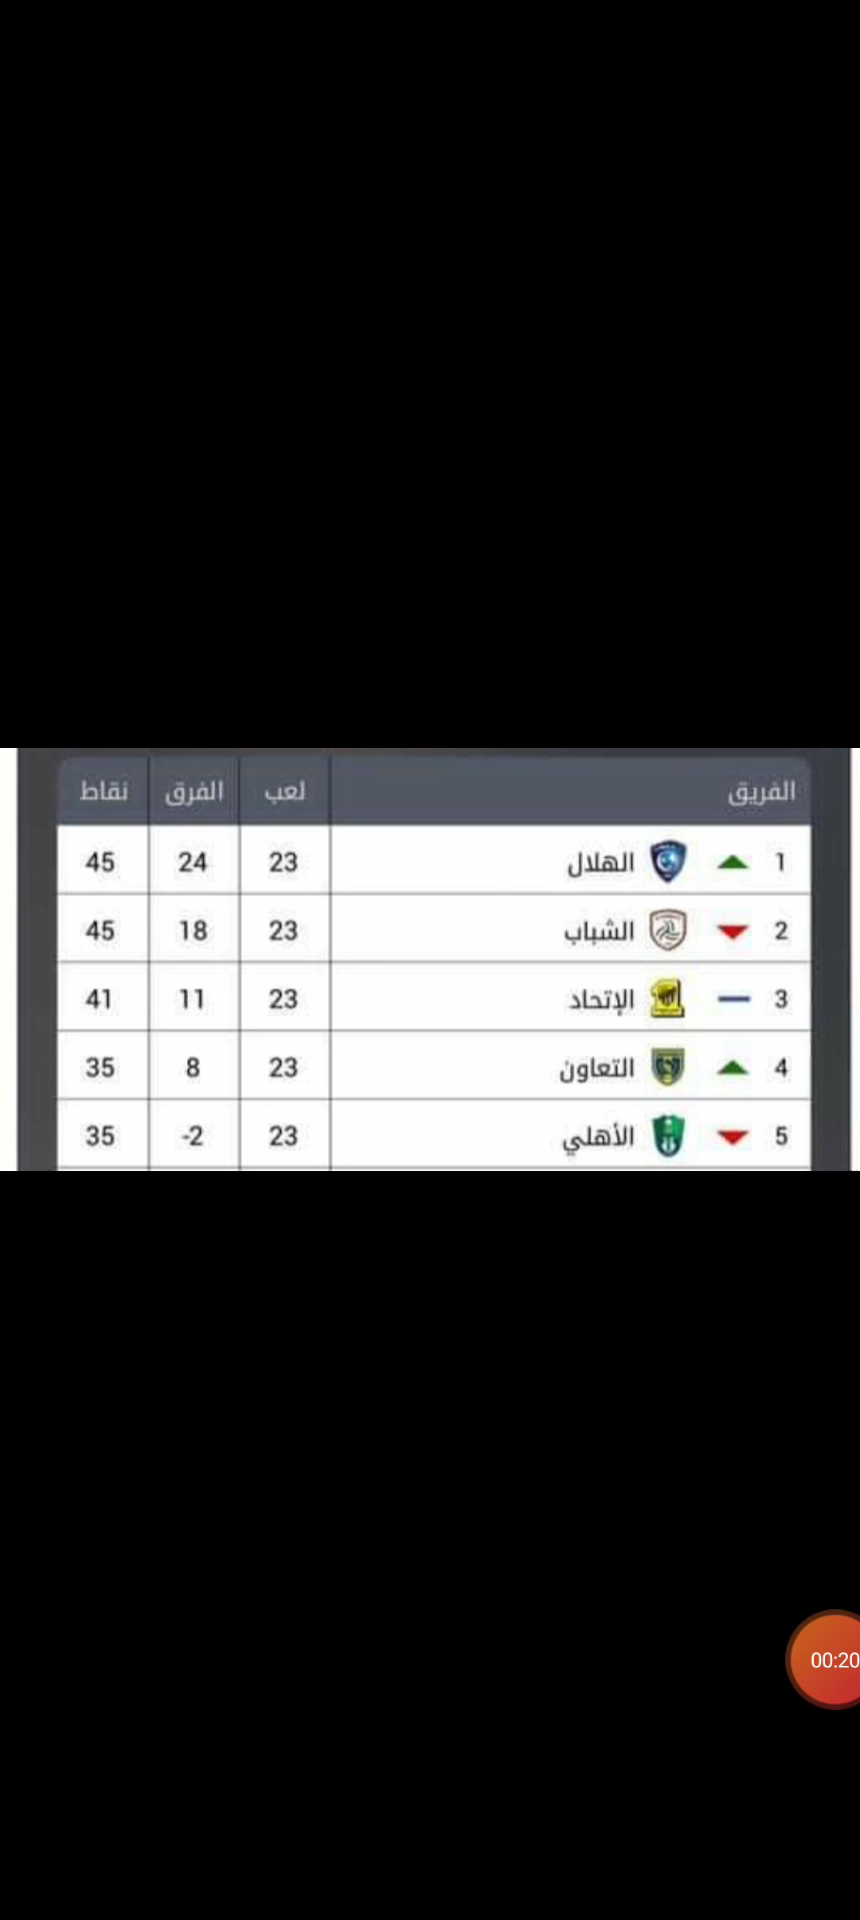 الفريق لعب الفرق نقاط
1 الهلال 23 24 45
2 الشباب 23 18 45
3 الإتحاد 23 11 41
4 التعاون 23 8 35
5 الأهلي 23 -2 35
00:20